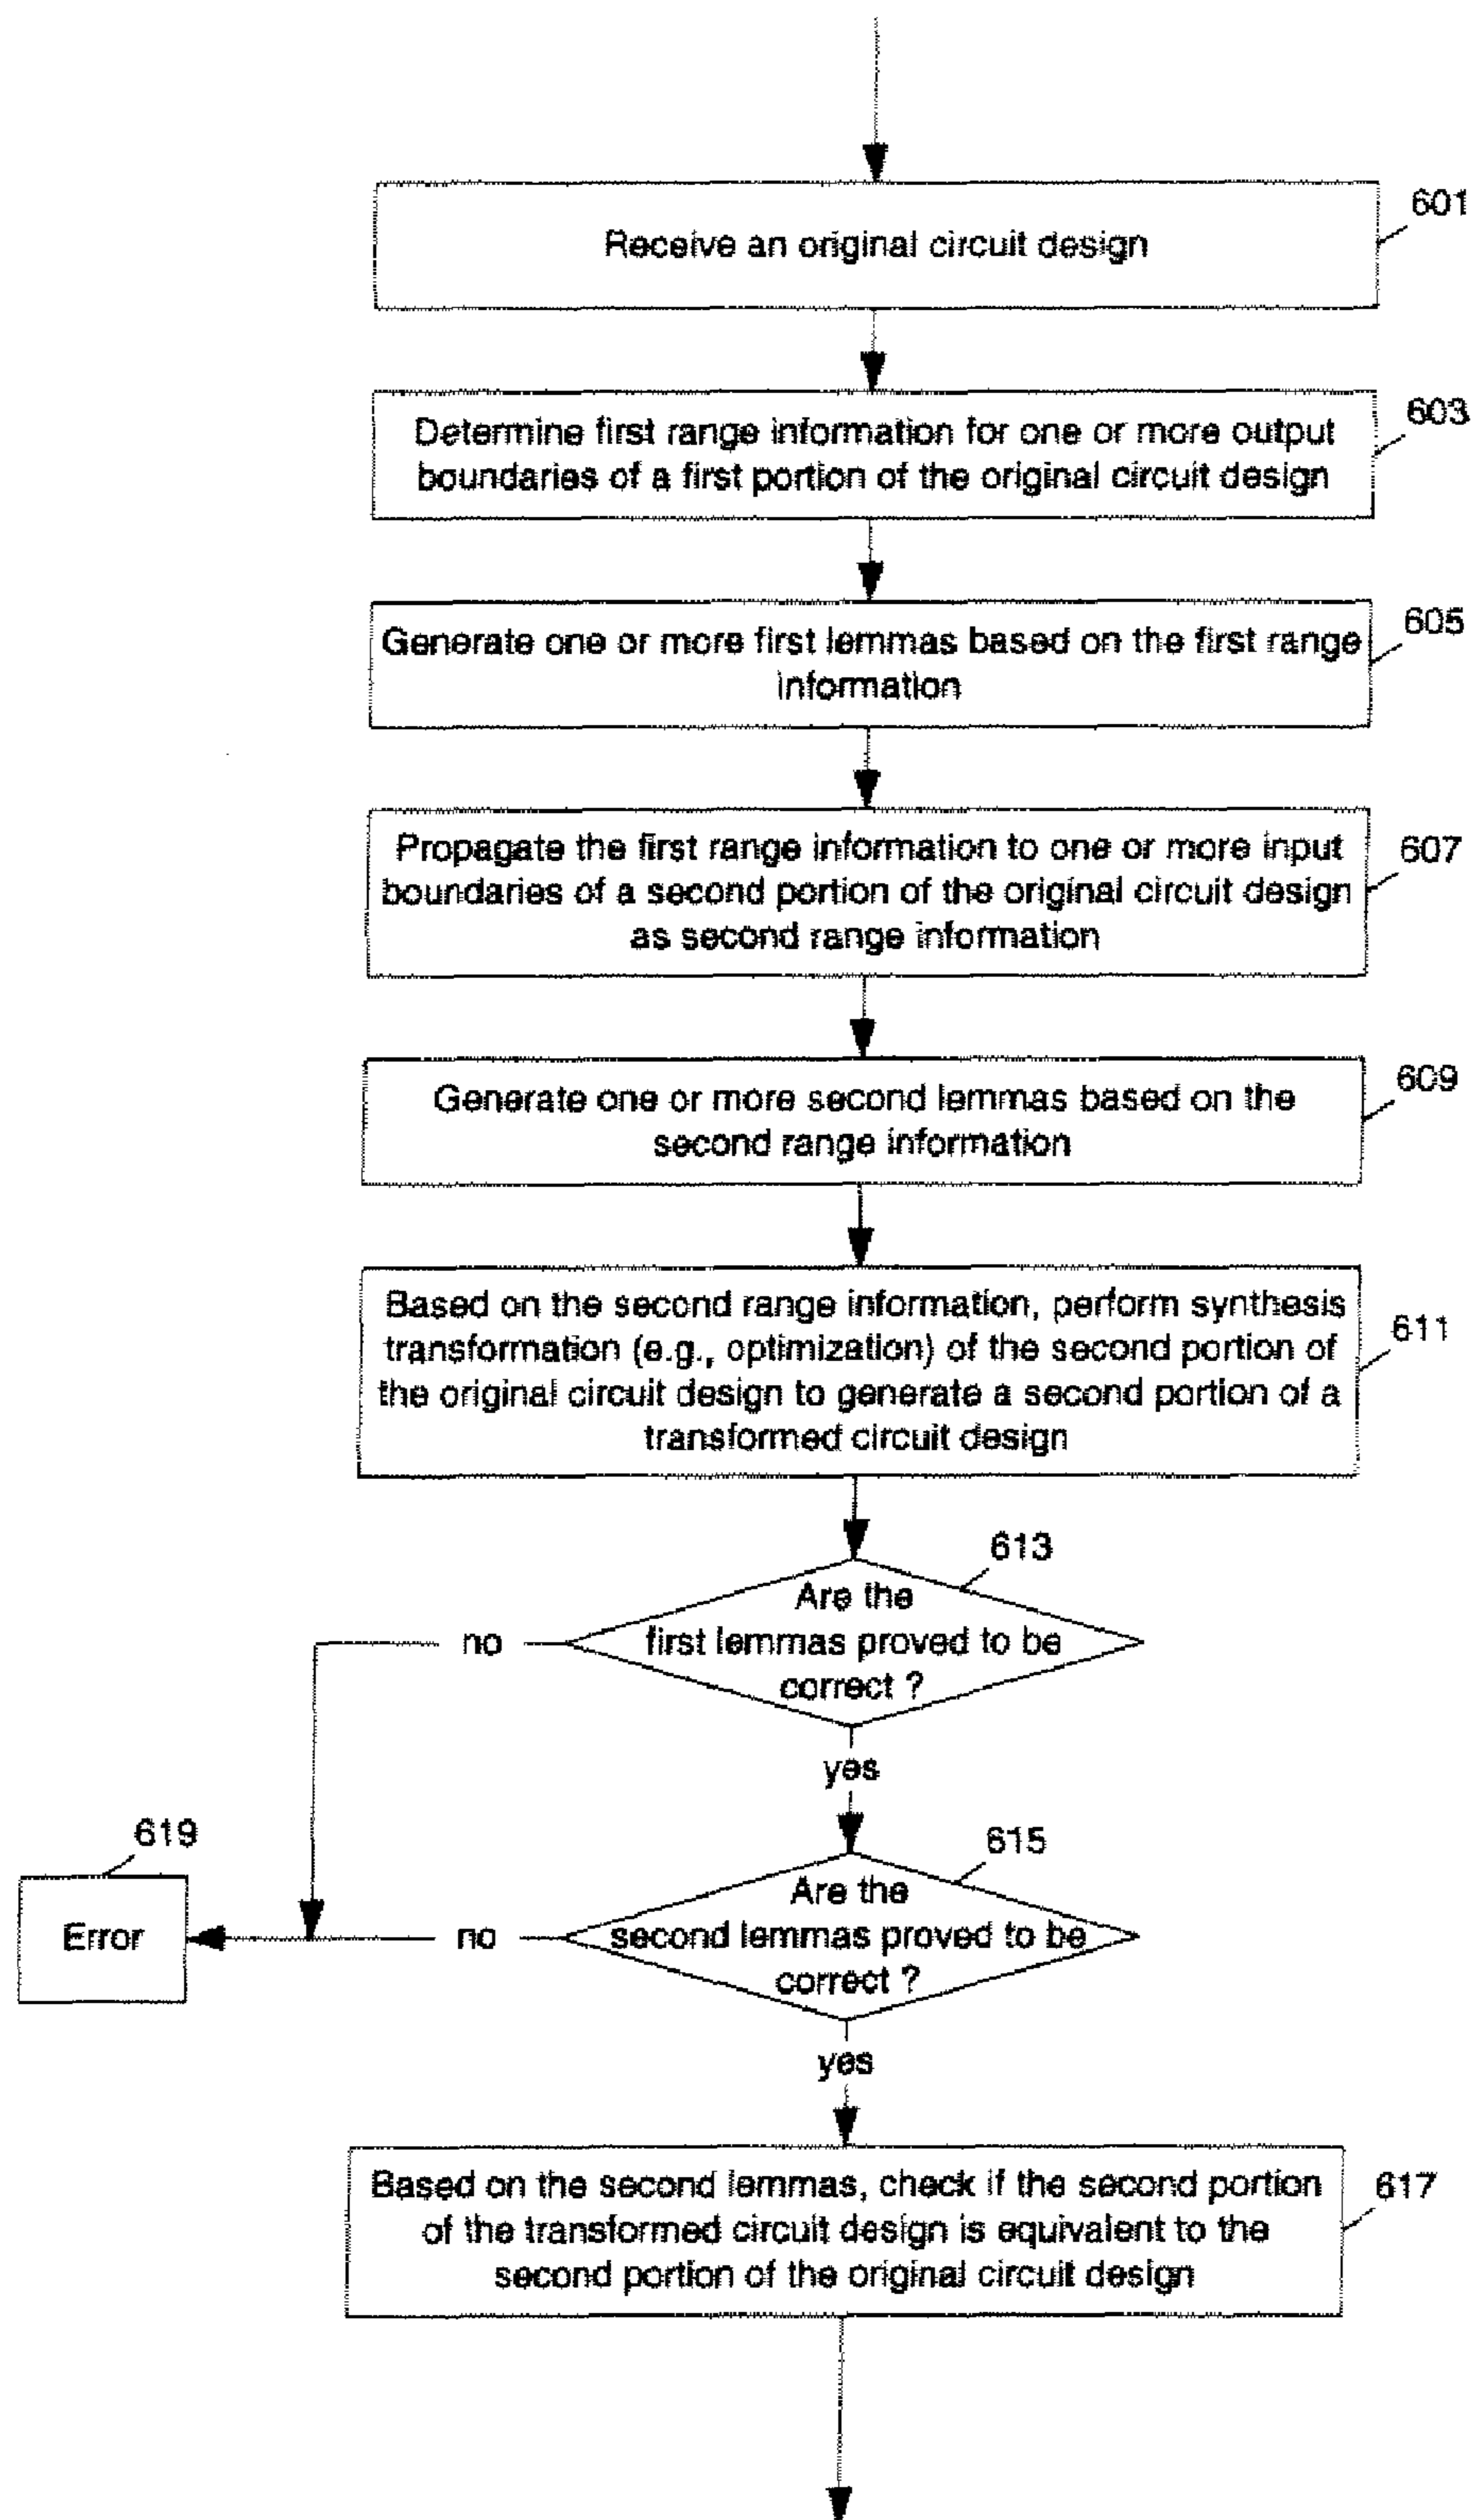 601
Receive an original circuit design
603
Determine first range information for one or more output
boundaries of a first portion of the original circuit design
605
Generate one or more first lemmas based on the first range
information
607
Propagate the first range information to one or more input
boundaries of a second portion of the original circuit design
as second range information
609
Generate one or more second lemmas based on the
second range information
611
Based on the second range information, perform synthesis
transformation (e.g., optimization) of the second portion of
the original circuit design to generate a second portion of a
transformed circuit design
613
Are the
first lemmas proved to be
correct ?
no
yes
619
Error
615
Are the
second lemmas proved to be
correct ?
no
yes
617
Based on the second lemmas, check if the second portion
of the transformed circuit design is equivalent to the
second portion of the original circuit design